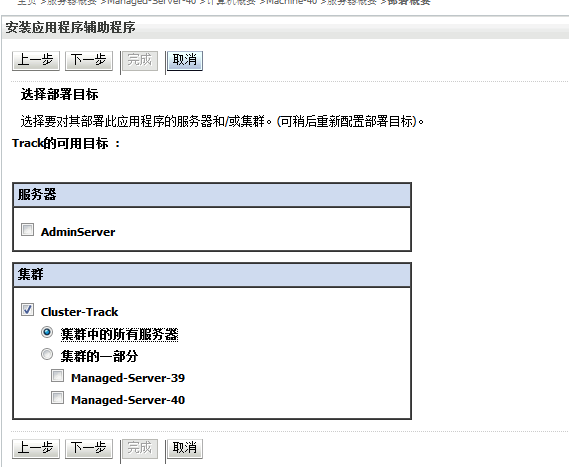 主页 >服务器概要 >Managed-Server-40 >计算机概要 >Machine-40 >服务器概要 >部署概要
安装应用程序辅助程序
上一步 下一步 完成 取消
选择部署目标
选择要对其部署此应用程序的服务器和/或集群。(可稍后重新配置部署目标)。
Track的可用目标 :
服务器
AdminServer
集群
Cluster-Track
集群中的所有服务器
集群的一部分
Managed-Server-39
Managed-Server-40
上一步 下一步 完成 取消